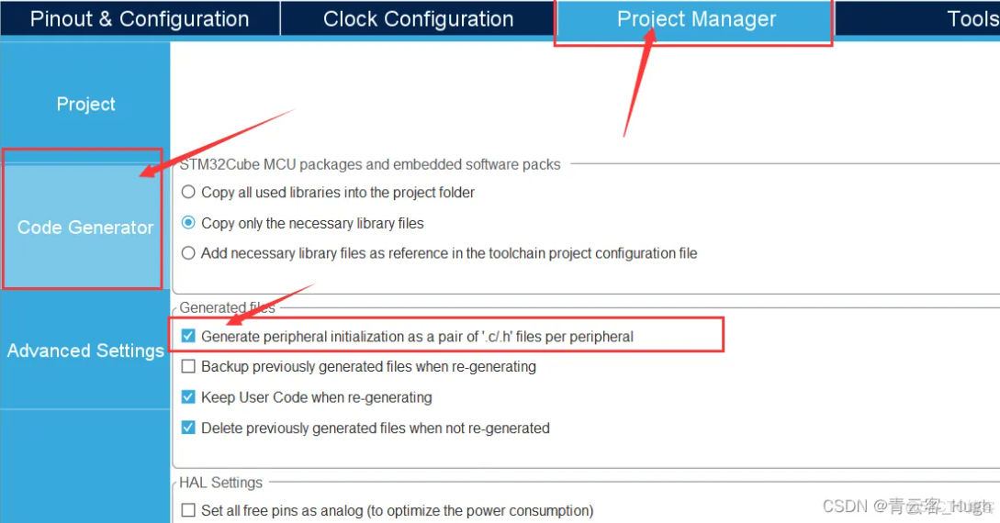 Pinout & Configuration
Clock Configuration
Project Manager
Tools
Project
Code Generator
Advanced Settings
STM32Cube MCU packages and embedded software packs
Copy all used libraries into the project folder
Copy only the necessary library files
Add necessary library files as reference in the toolchain project configuration file
Generated files
Generate peripheral initialization as a pair of '.c/.h' files per peripheral
Backup previously generated files when re-generating
Keep User Code when re-generating
Delete previously generated files when not re-generated
HAL Settings
Set all free pins as analog (to optimize the power consumption)
CSDN @青云客_Hugh